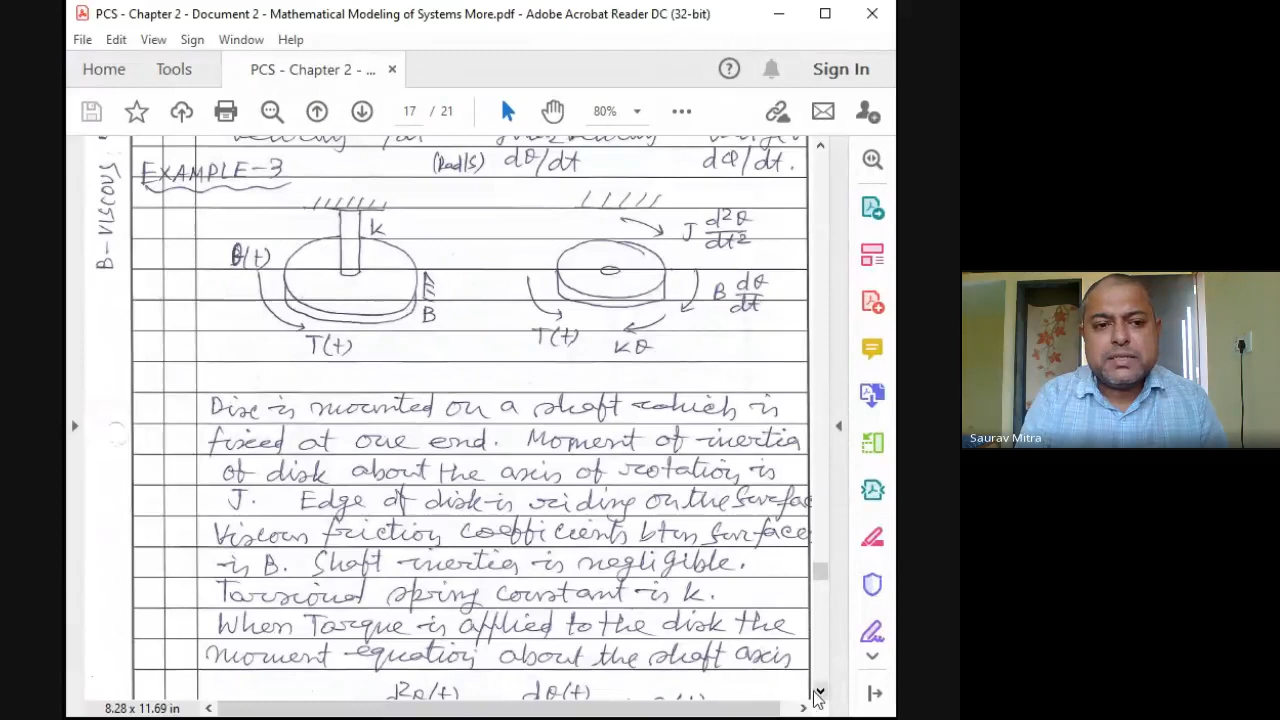 PCS - Chapter 2 - Document 2 - Mathematical Modeling of Systems More.pdf - Adobe Acrobat Reader DC (32-bit)
File Edit View Sign Window Help
Home Tools PCS - Chapter 2 - ... × Sign In
17 / 21 80%
(Rad/s) dθ/dt dφ/dt.
EXAMPLE-3
B - VISCOUS
K
J d²θ/dt²
θ(t)
B dθ/dt
B
T(t)
T(t)
Kθ
Disc is mounted on a shaft which is
fixed at one end. Moment of inertia
of disk about the axis of rotation is
J. Edge of disk is riding on the surfac
Viscous friction coefficients btn surface
is B. Shaft inertia is negligible.
Torsional spring constant is k.
When Torque is applied to the disk the
moment equation about the shaft axis
d²θ(t) dθ(t)
8.28 x 11.69 in
Saurav Mitra